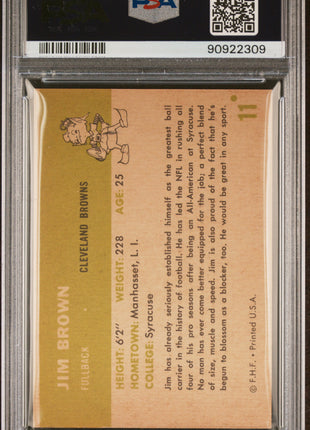 PSA
90922309
11
JIM BROWN
FULLBACK
CLEVELAND BROWNS
HEIGHT: 6'2" WEIGHT: 228 AGE: 25
HOMETOWN: Manhasset, L. I.
COLLEGE: Syracuse
Jim has already seriously established himself as the greatest ball
carrier in the history of football. He has led the NFL in rushing all
four of his pro seasons after being an All-American at Syracuse.
No man has ever come better equipped for the job; a perfect blend
of size, muscle and speed. Jim is also proud of the fact that he's
begun to blossom as a blocker, too. He would be great in any sport.
© F.H.F. • Printed U.S.A.